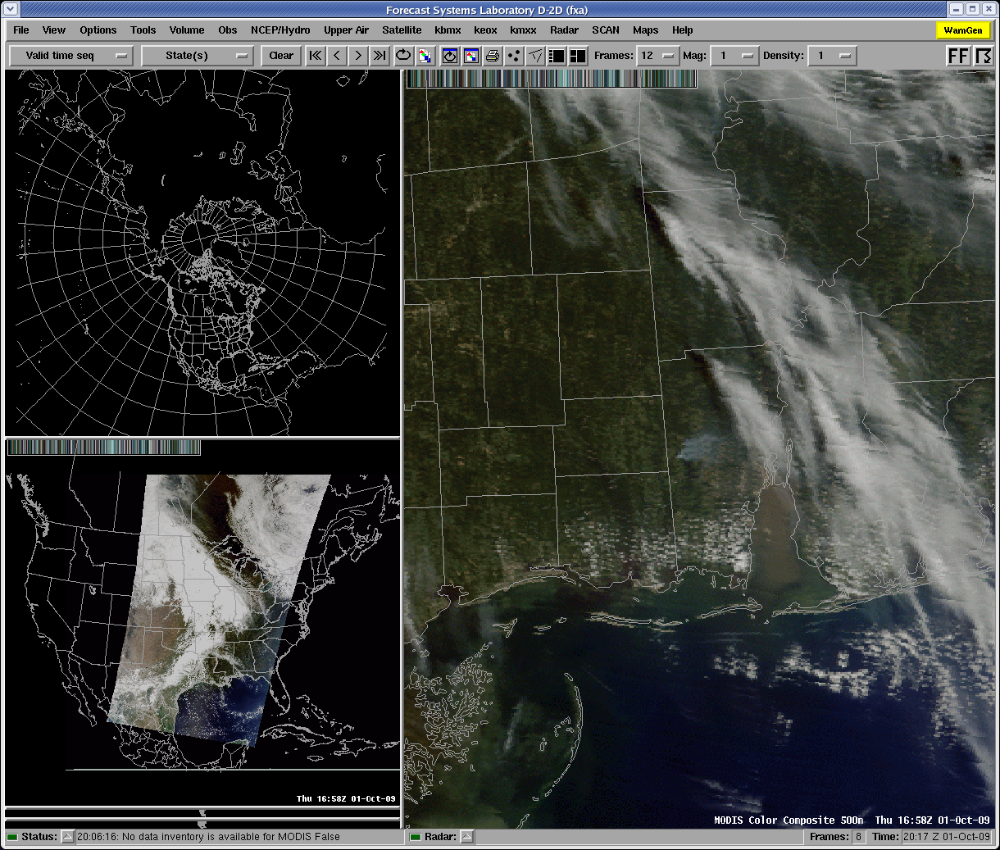 Forecast Systems Laboratory D-2D (fxa)
File View Options Tools Volume Obs NCEP/Hydro Upper Air Satellite kbmx keox kmxx Radar SCAN Maps Help WarnGen
Valid time seq State(s) Clear Frames: 12 Mag: 1 Density: 1 FF
Thu 16:58Z 01-Oct-09
MODIS Color Composite 500m Thu 16:58Z 01-Oct-09
Status: 20:06:16: No data inventory is available for MODIS False Radar: Frames: 8 Time: 20:17 Z 01-Oct-09